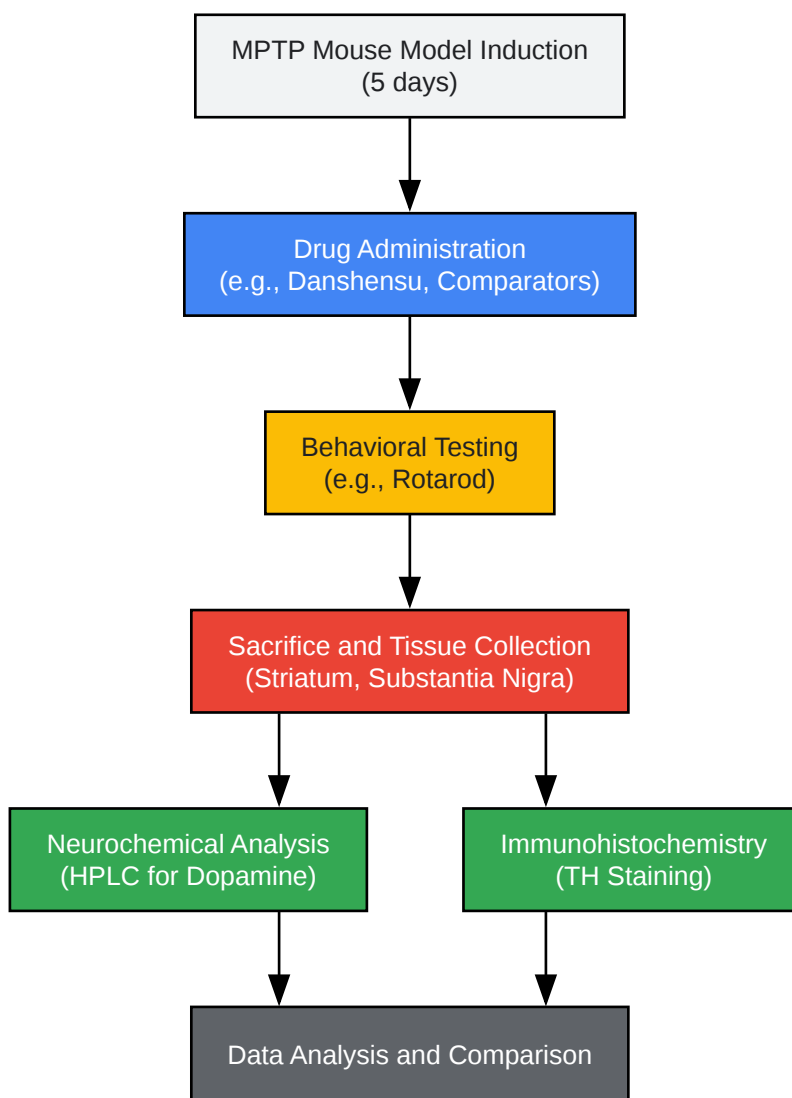 MPTP Mouse Model Induction
(5 days)
Drug Administration
(e.g., Danshensu, Comparators)
Behavioral Testing
(e.g., Rotarod)
Sacrifice and Tissue Collection
(Striatum, Substantia Nigra)
Neurochemical Analysis
(HPLC for Dopamine)
Immunohistochemistry
(TH Staining)
Data Analysis and Comparison